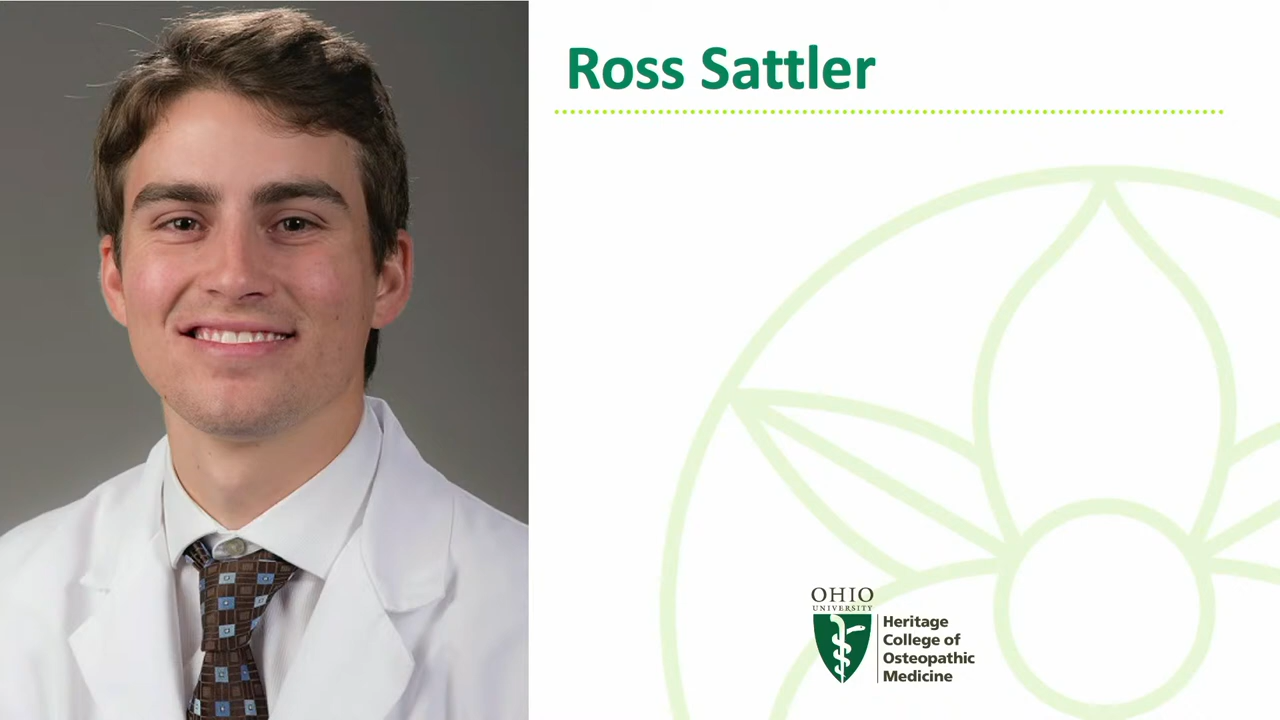 Ross Sattler
OHIO
UNIVERSITY
Heritage
College of
Osteopathic
Medicine